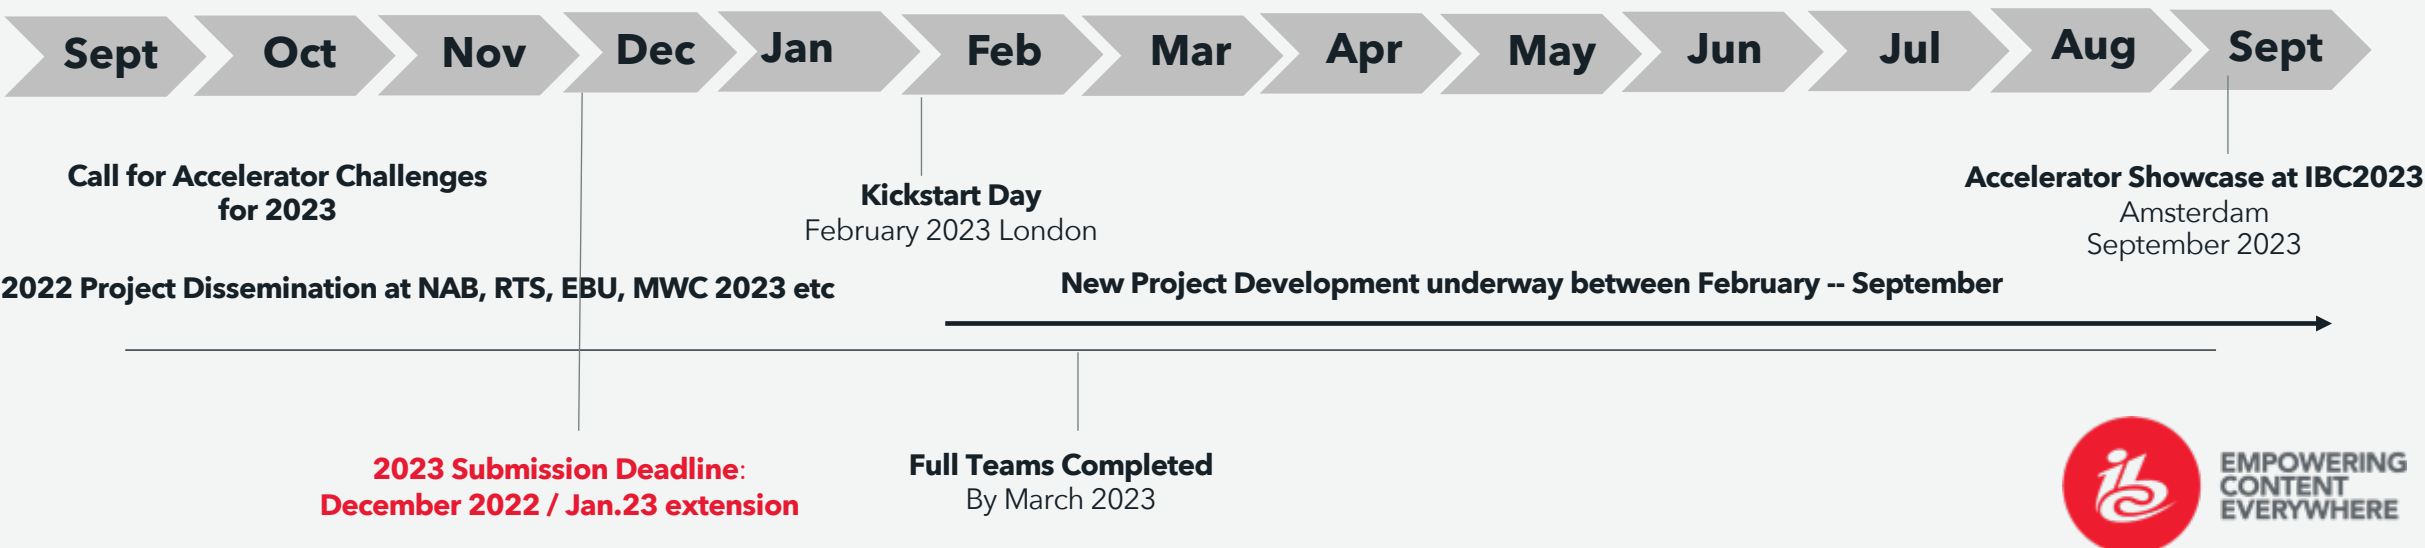 Sept Oct Nov Dec Jan Feb Mar Apr May Jun Jul Aug Sept
Call for Accelerator Challenges
for 2023
Kickstart Day
February 2023 London
Accelerator Showcase at IBC2023
Amsterdam
September 2023
2022 Project Dissemination at NAB, RTS, EBU, MWC 2023 etc
New Project Development underway between February -- September
2023 Submission Deadline:
December 2022 / Jan.23 extension
Full Teams Completed
By March 2023
ibc
EMPOWERING
CONTENT
EVERYWHERE